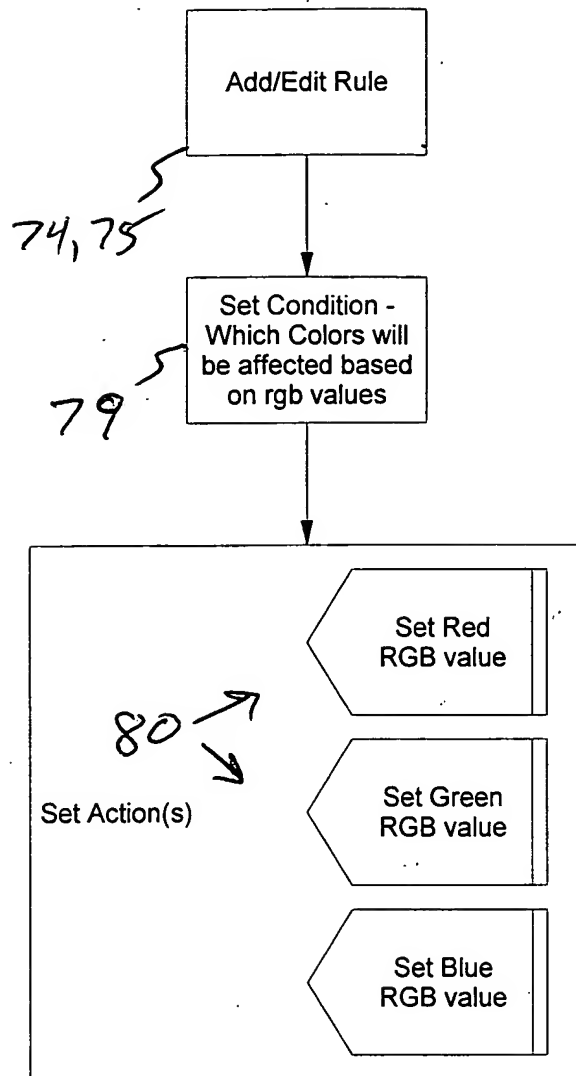 Add/Edit Rule
74, 75
Set Condition -
Which Colors will
be affected based
on rgb values
79
Set Red
RGB value
80
Set Action(s)
Set Green
RGB value
Set Blue
RGB value